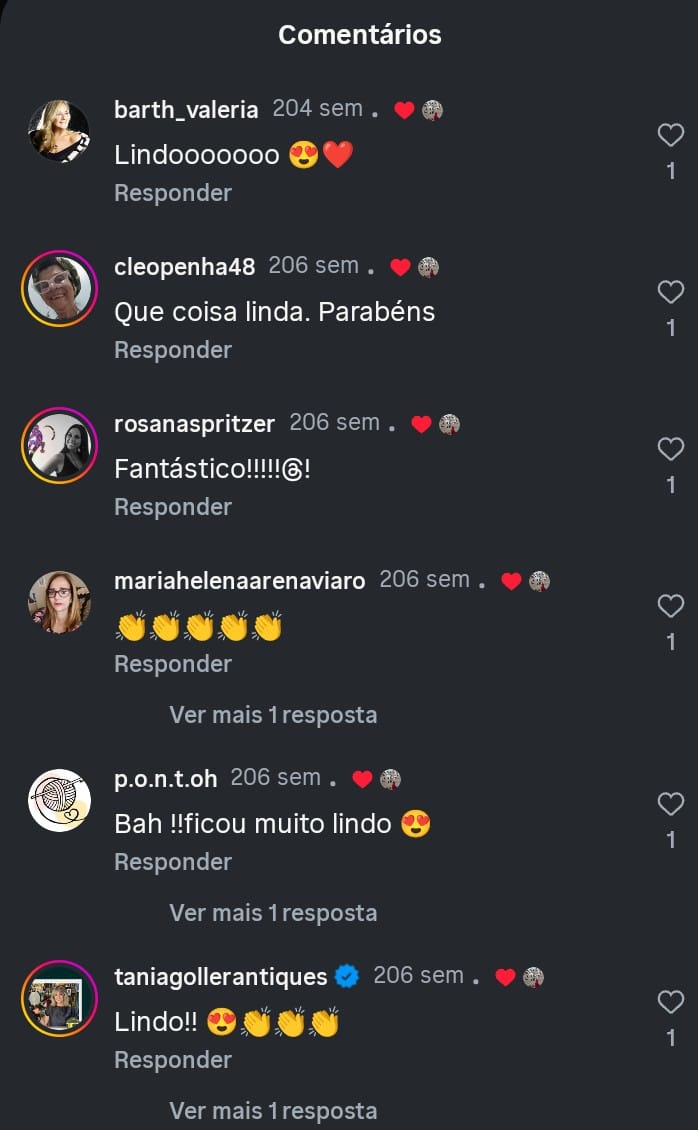 Comentários
barth_valeria 204 sem .
Lindooooooo 😍❤️
Responder
1
cleopenha48 206 sem .
Que coisa linda. Parabéns
Responder
1
rosanaspritzer 206 sem .
Fantástico!!!!!@!
Responder
1
mariahelenaarenaviaro 206 sem .
👏👏👏👏👏
Responder
1
Ver mais 1 resposta
p.o.n.t.oh 206 sem .
Bah !!ficou muito lindo 😍
Responder
1
Ver mais 1 resposta
taniagollerantiques 206 sem .
Lindo!! 😍👏👏👏
Responder
1
Ver mais 1 resposta